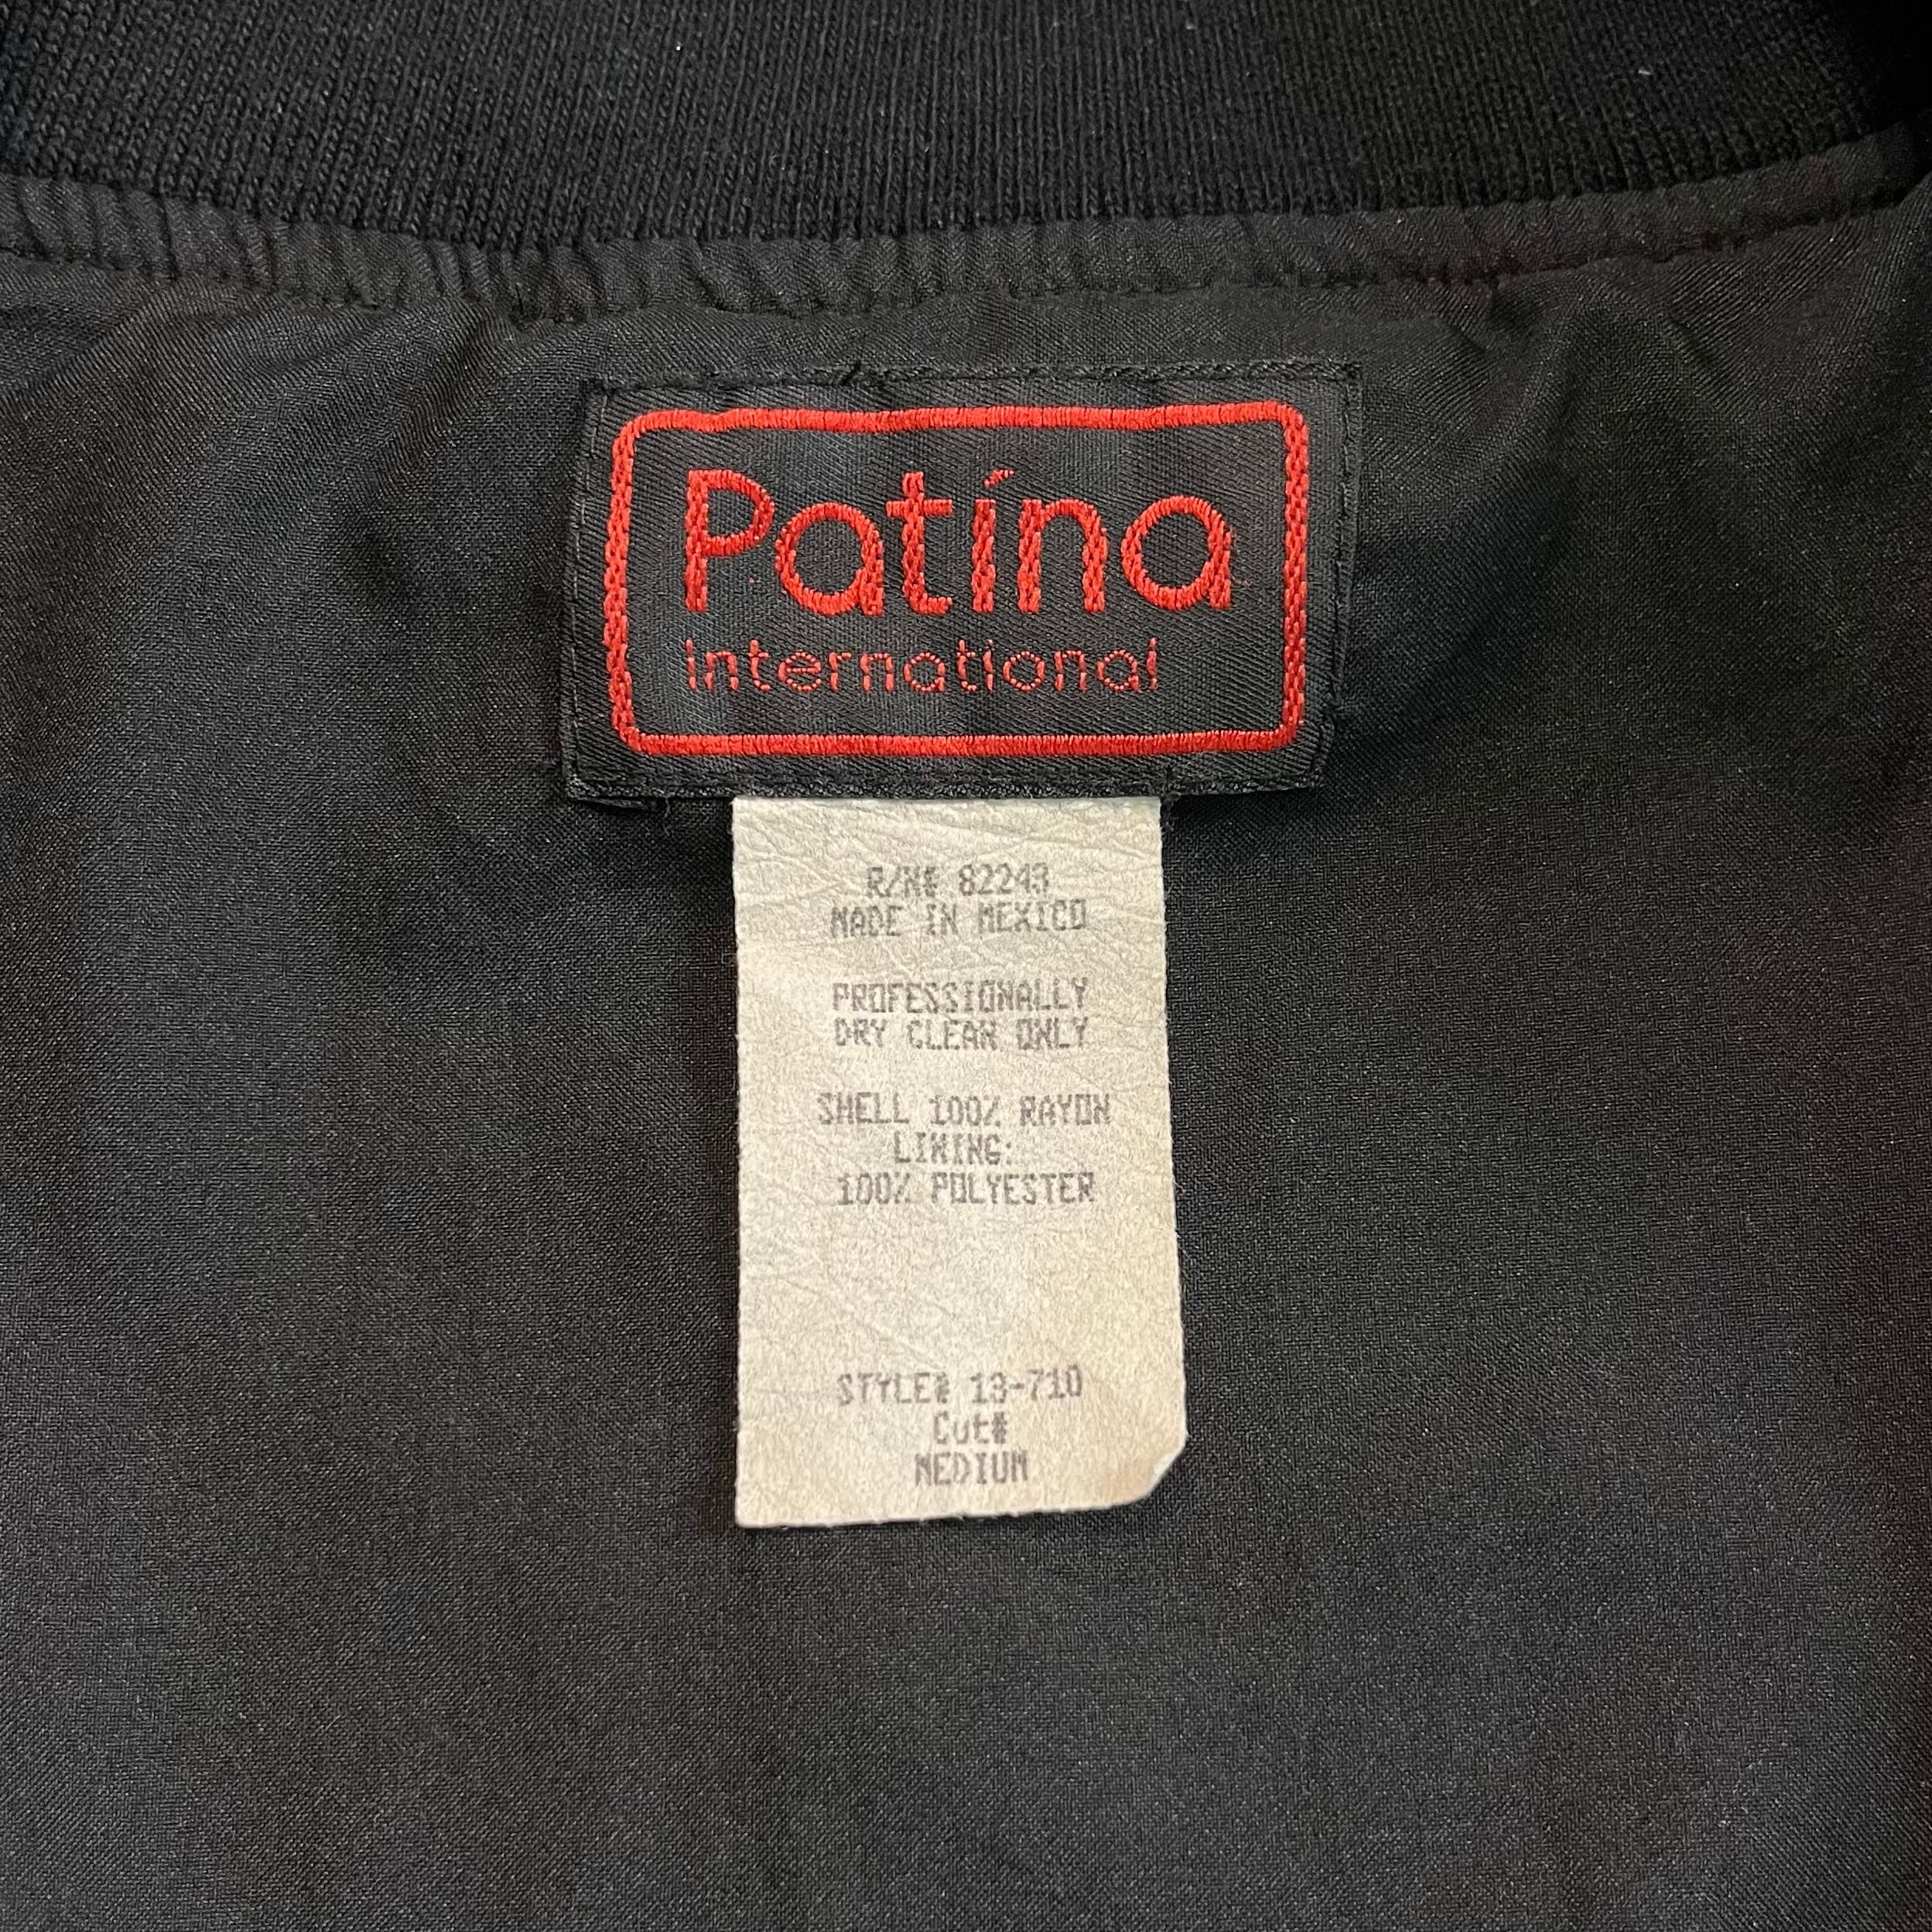 Patína
international
R/N# 82243
MADE IN MEXICO
PROFESSIONALLY
DRY CLEAN ONLY
SHELL 100% RAYON
LINING:
100% POLYESTER
STYLE# 13-710
Cut#
MEDIUM